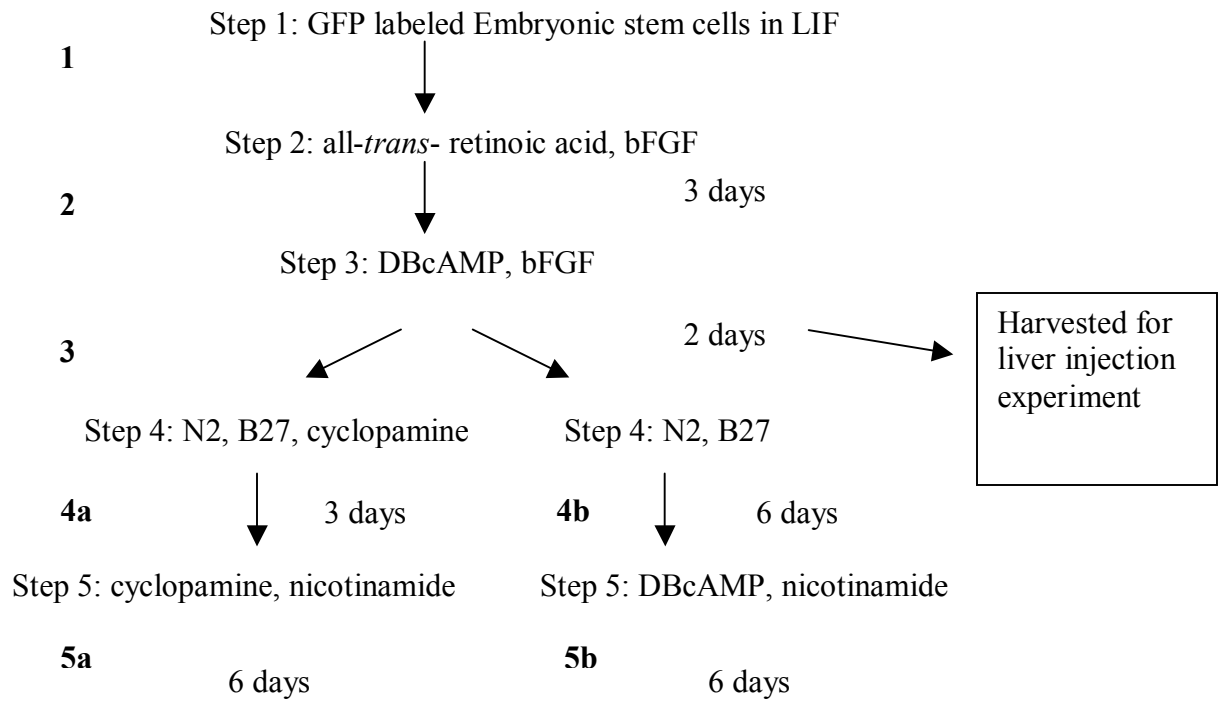 Step 1: GFP labeled Embryonic stem cells in LIF
1
Step 2: all-trans- retinoic acid, bFGF
3 days
2
Step 3: DBcAMP, bFGF
2 days
3
Harvested for
liver injection
experiment
Step 4: N2, B27, cyclopamine
Step 4: N2, B27
4a
3 days
4b
6 days
Step 5: cyclopamine, nicotinamide
Step 5: DBcAMP, nicotinamide
5a
6 days
5b
6 days